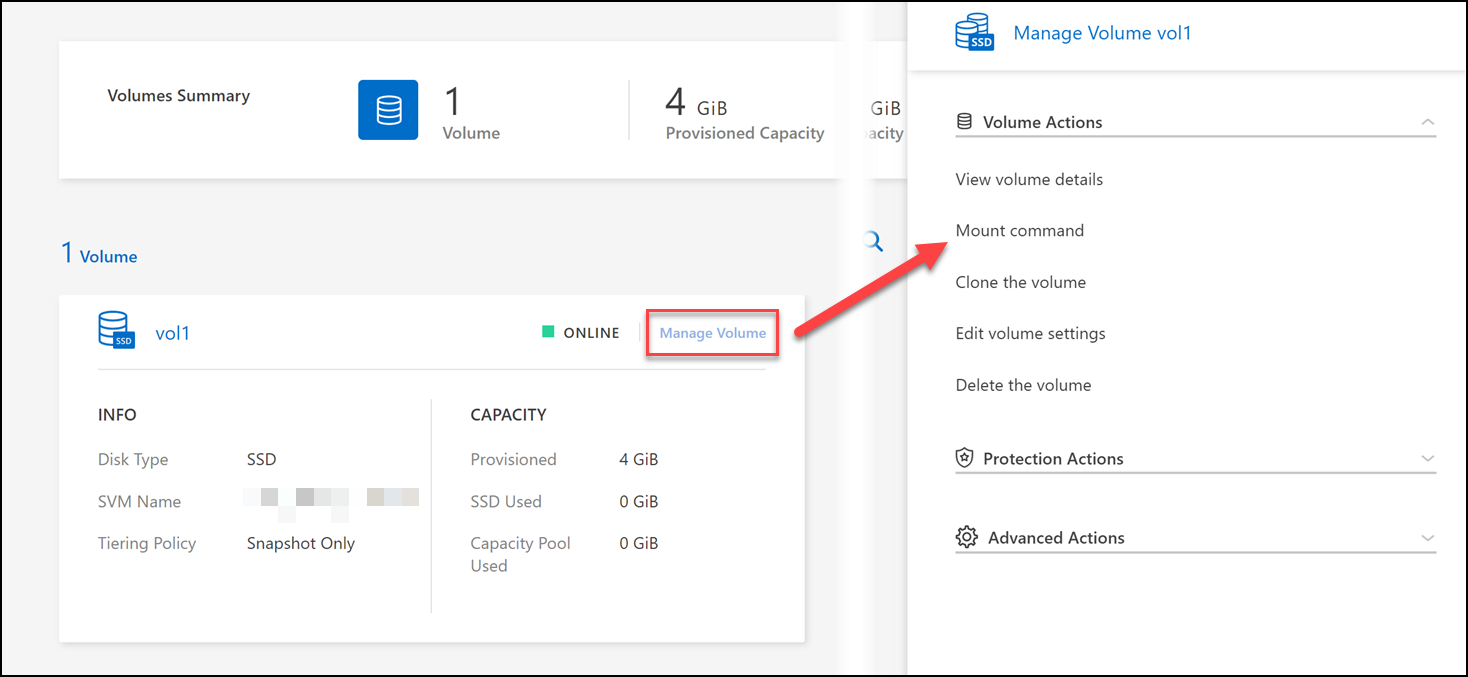 Volumes Summary
1
Volume
4 GiB
Provisioned Capacity
GiB
acity
1 Volume
SSD
vol1
ONLINE
Manage Volume
INFO
Disk Type SSD
SVM Name
Tiering Policy Snapshot Only
CAPACITY
Provisioned 4 GiB
SSD Used 0 GiB
Capacity Pool 0 GiB
Used
SSD
Manage Volume vol1
Volume Actions
View volume details
Mount command
Clone the volume
Edit volume settings
Delete the volume
Protection Actions
Advanced Actions